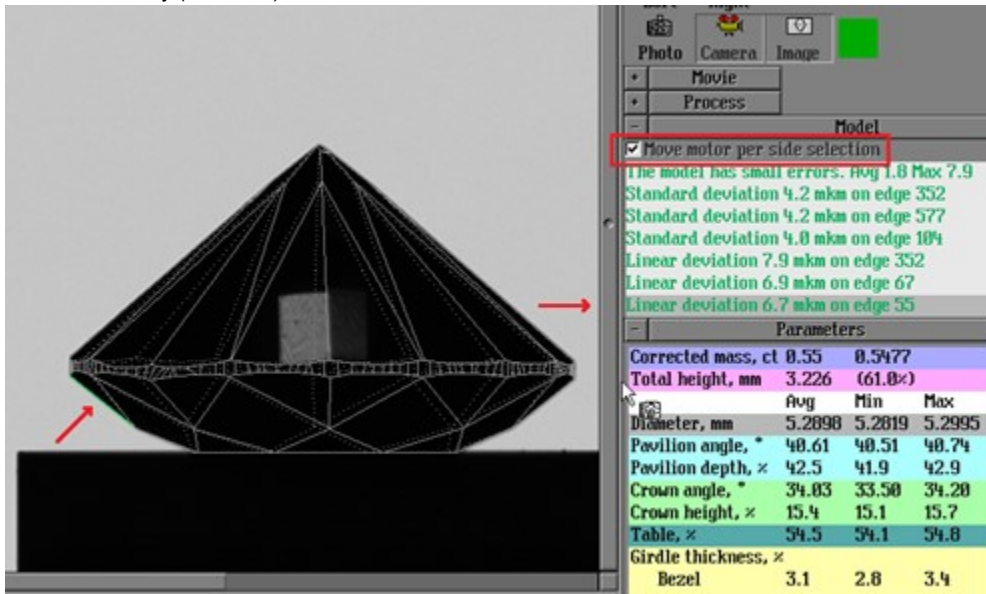 Photo Camera Image
+ Movie
+ Process
- Model
Move motor per side selection
The model has small errors. Avg 1.8 Max 7.9
Standard deviation 4.2 mkm on edge 352
Standard deviation 4.2 mkm on edge 577
Standard deviation 4.0 mkm on edge 104
Linear deviation 7.9 mkm on edge 352
Linear deviation 6.9 mkm on edge 67
Linear deviation 6.7 mkm on edge 55
- Parameters
Corrected mass, ct 0.55 0.5477
Total height, mm 3.226 (61.0%)
Avg Min Max
Diameter, mm 5.2898 5.2819 5.2995
Pavilion angle, ° 40.61 40.51 40.74
Pavilion depth, % 42.5 41.9 42.9
Crown angle, ° 34.03 33.50 34.20
Crown height, % 15.4 15.1 15.7
Table, % 54.5 54.1 54.8
Girdle thickness, %
Bezel 3.1 2.8 3.4